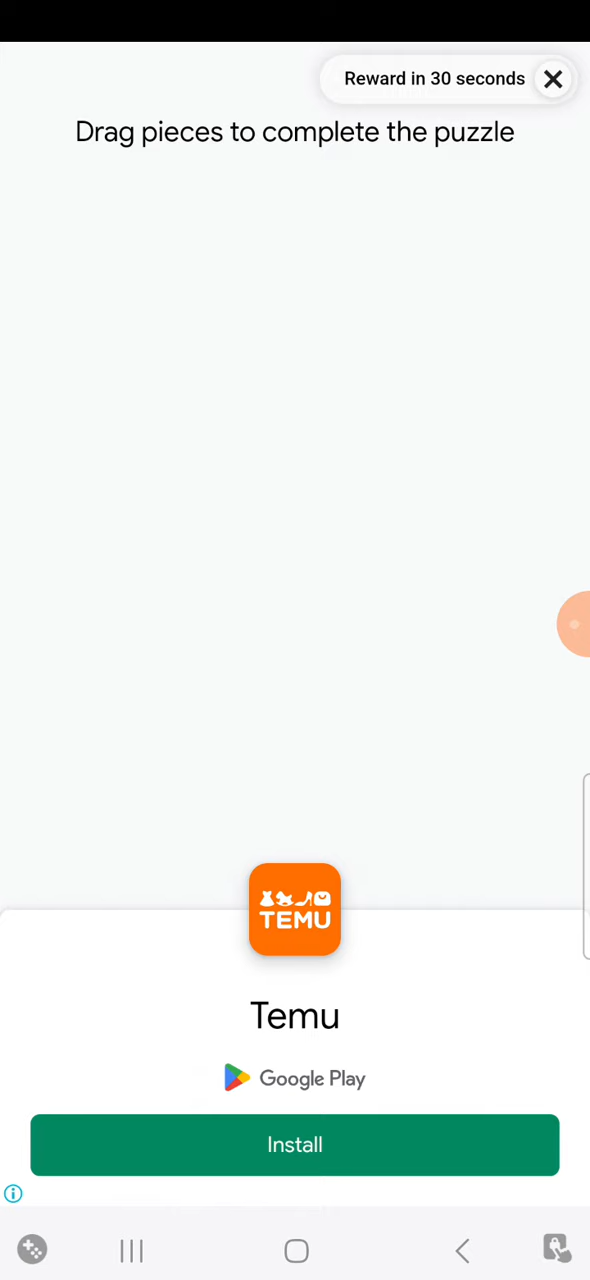 Reward in 30 seconds
Drag pieces to complete the puzzle
TEMU
Temu
Google Play
Install